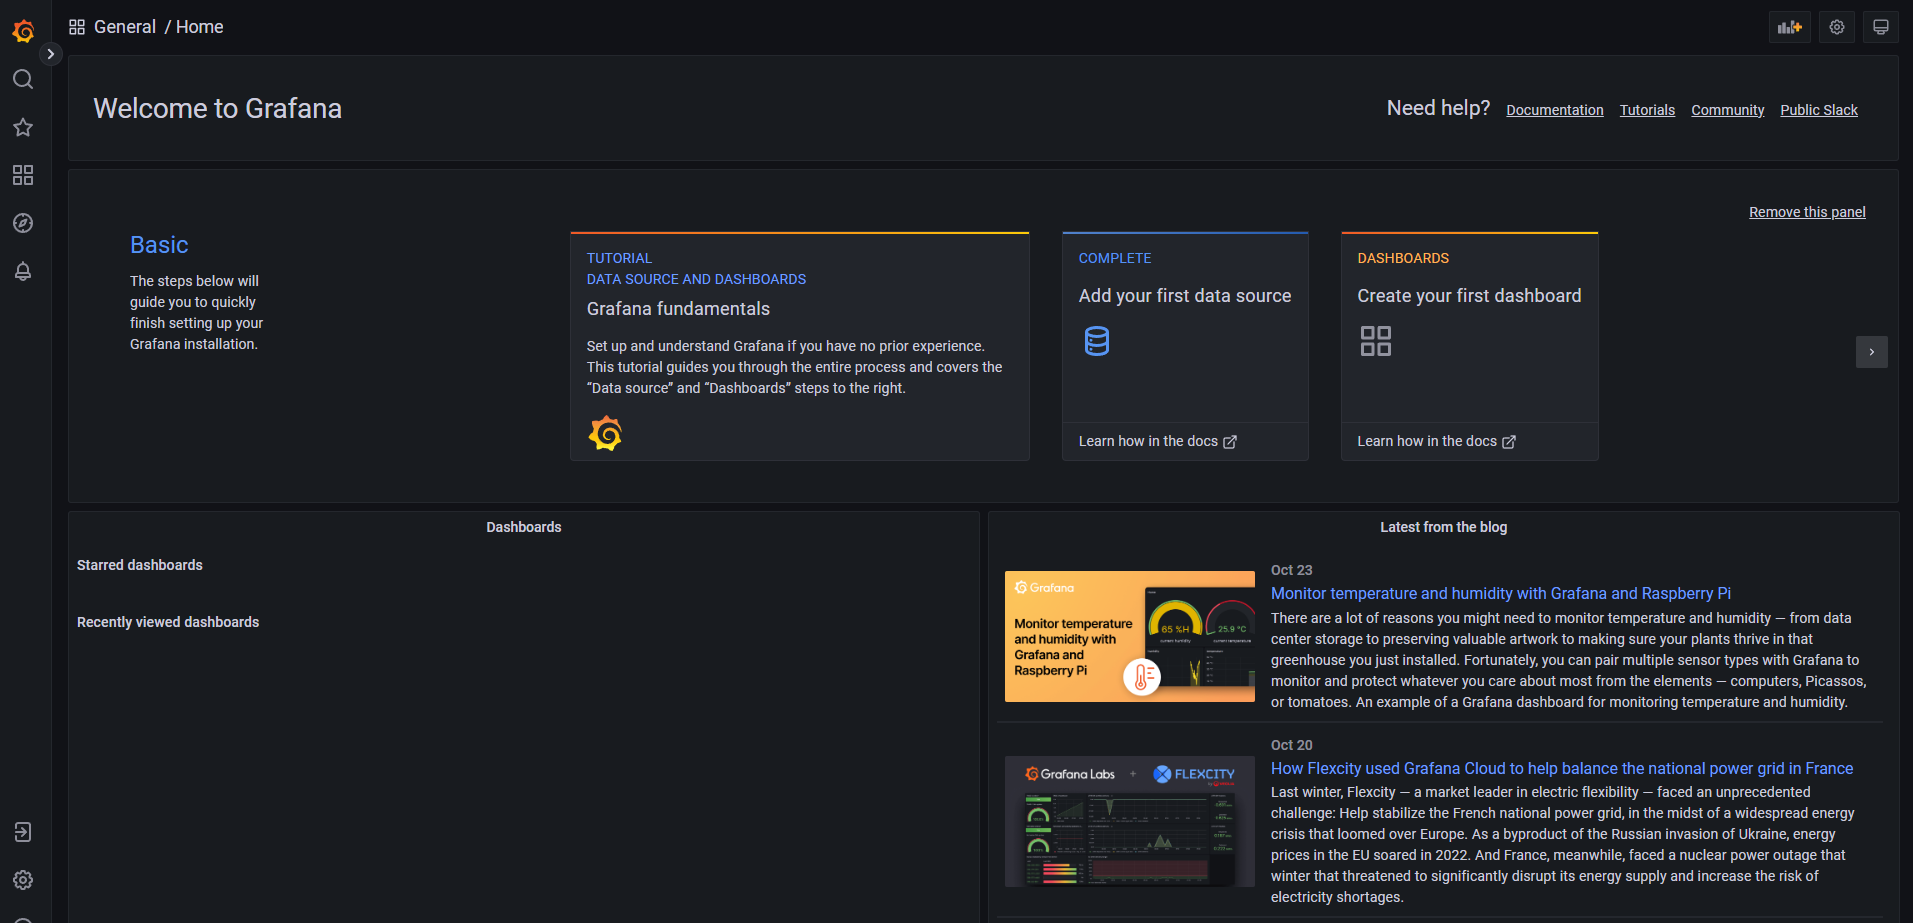 General / Home
Welcome to Grafana
Need help? Documentation Tutorials Community Public Slack
Remove this panel
Basic
The steps below will
guide you to quickly
finish setting up your
Grafana installation.
TUTORIAL
DATA SOURCE AND DASHBOARDS
Grafana fundamentals
Set up and understand Grafana if you have no prior experience.
This tutorial guides you through the entire process and covers the
“Data source” and “Dashboards” steps to the right.
COMPLETE
Add your first data source
Learn how in the docs
DASHBOARDS
Create your first dashboard
Learn how in the docs
Dashboards
Starred dashboards
Recently viewed dashboards
Latest from the blog
Grafana
Monitor temperature
and humidity with
Grafana and
Raspberry Pi
65 %H
25.9 °C
current humidity
current temperature
Oct 23
Monitor temperature and humidity with Grafana and Raspberry Pi
There are a lot of reasons you might need to monitor temperature and humidity — from data
center storage to preserving valuable artwork to making sure your plants thrive in that
greenhouse you just installed. Fortunately, you can pair multiple sensor types with Grafana to
monitor and protect whatever you care about most from the elements — computers, Picassos,
or tomatoes. An example of a Grafana dashboard for monitoring temperature and humidity.
Grafana Labs + FLEXCITY
Oct 20
How Flexcity used Grafana Cloud to help balance the national power grid in France
Last winter, Flexcity — a market leader in electric flexibility — faced an unprecedented
challenge: Help stabilize the French national power grid, in the midst of a widespread energy
crisis that loomed over Europe. As a byproduct of the Russian invasion of Ukraine, energy
prices in the EU soared in 2022. And France, meanwhile, faced a nuclear power outage that
winter that threatened to significantly disrupt its energy supply and increase the risk of
electricity shortages.